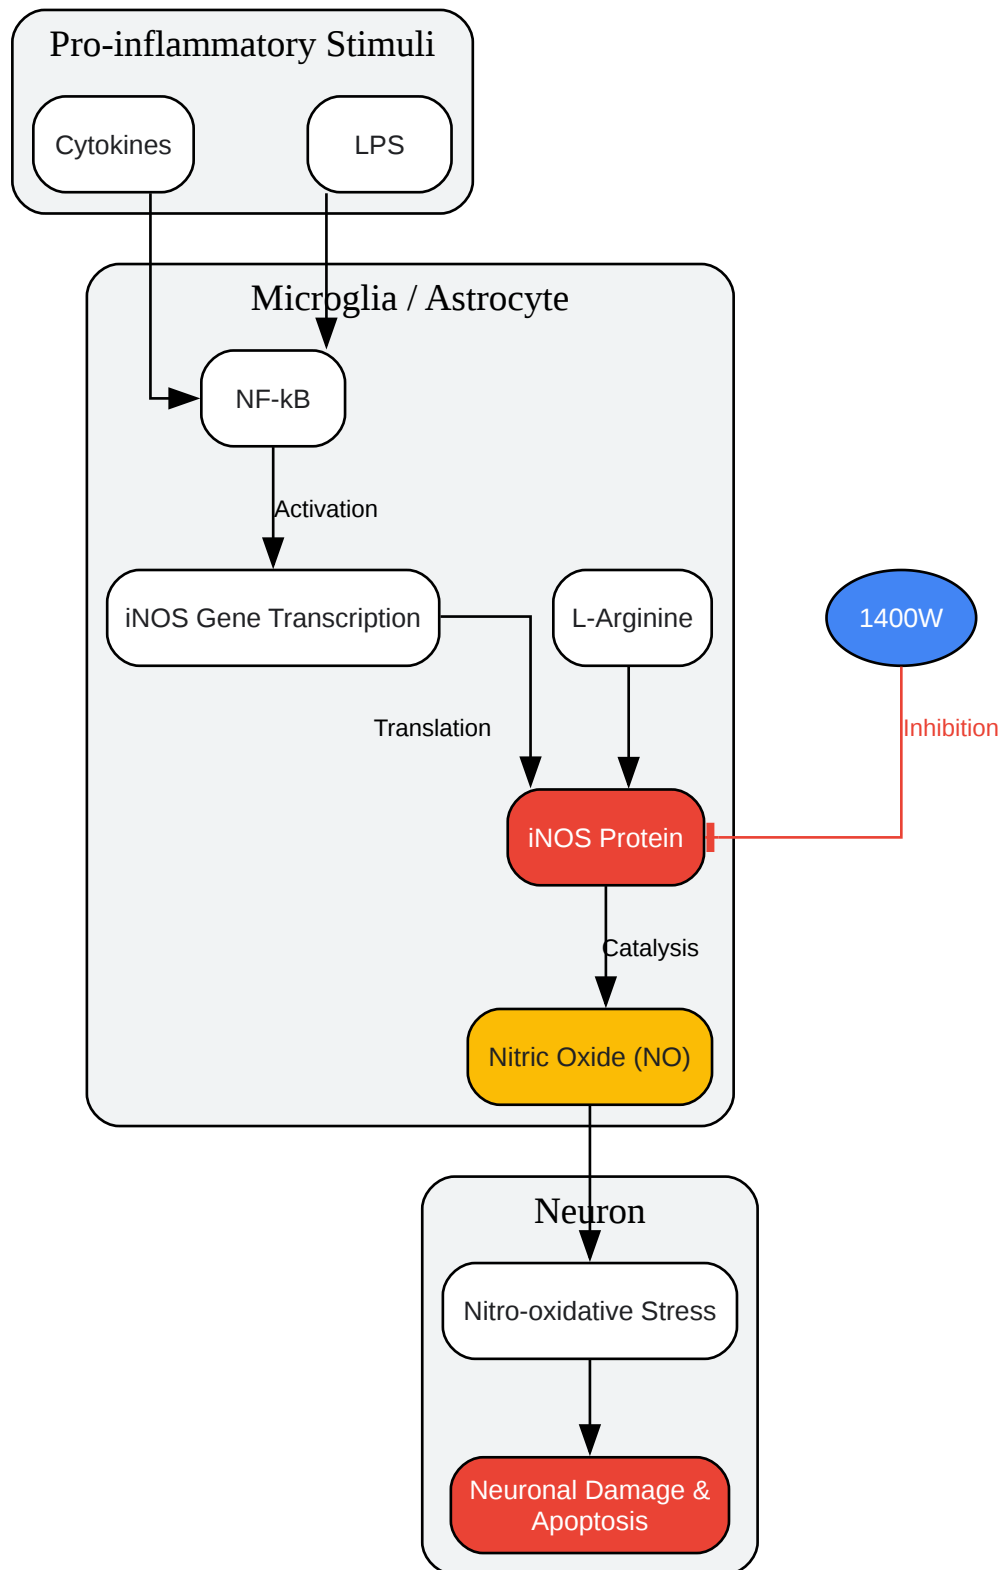 Pro-inflammatory Stimuli
Cytokines
LPS
Microglia / Astrocyte
NF-kB
Activation
iNOS Gene Transcription
L-Arginine
1400W
Translation
Inhibition
iNOS Protein
Catalysis
Nitric Oxide (NO)
Neuron
Nitro-oxidative Stress
Neuronal Damage &
Apoptosis